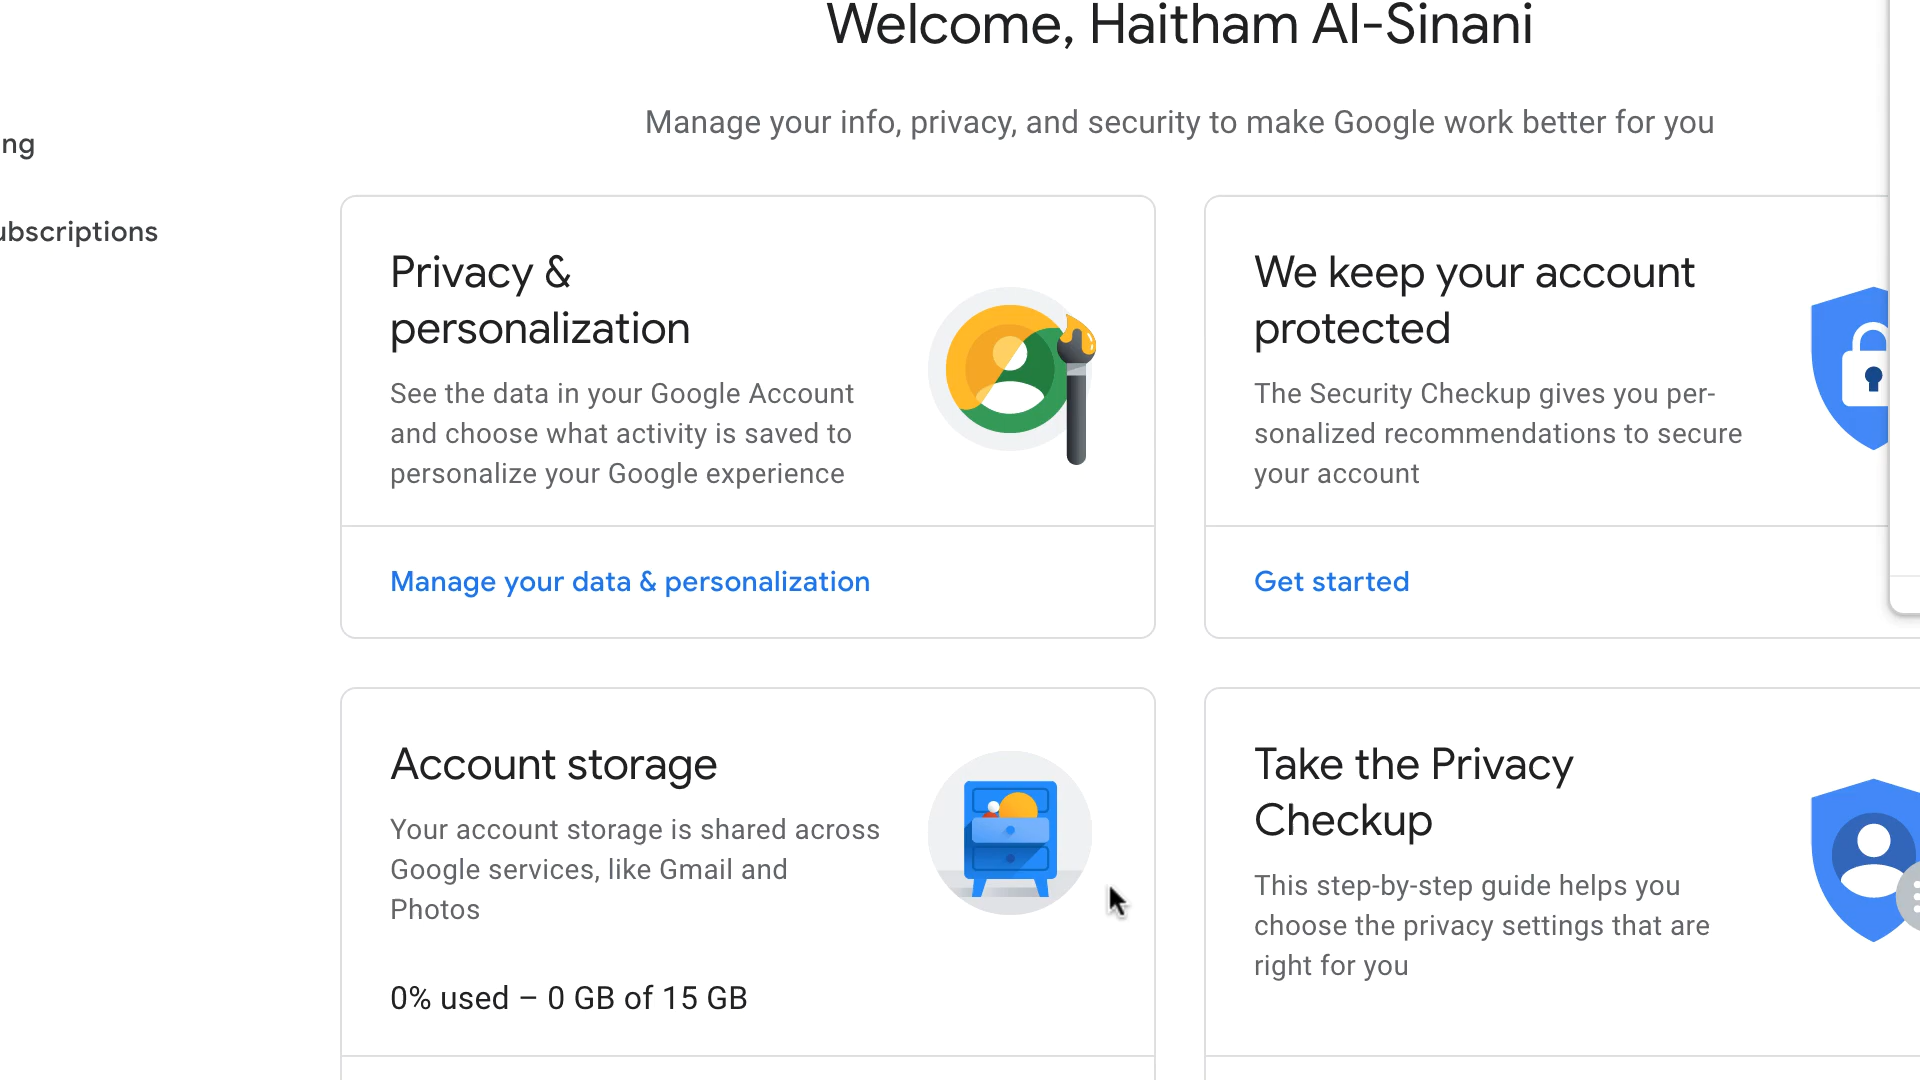 Welcome, Haitham Al-Sinani
Manage your info, privacy, and security to make Google work better for you
ng
ubscriptions
Privacy &
personalization
See the data in your Google Account
and choose what activity is saved to
personalize your Google experience
Manage your data & personalization
We keep your account
protected
The Security Checkup gives you per-
sonalized recommendations to secure
your account
Get started
Account storage
Your account storage is shared across
Google services, like Gmail and
Photos
0% used – 0 GB of 15 GB
Take the Privacy
Checkup
This step-by-step guide helps you
choose the privacy settings that are
right for you